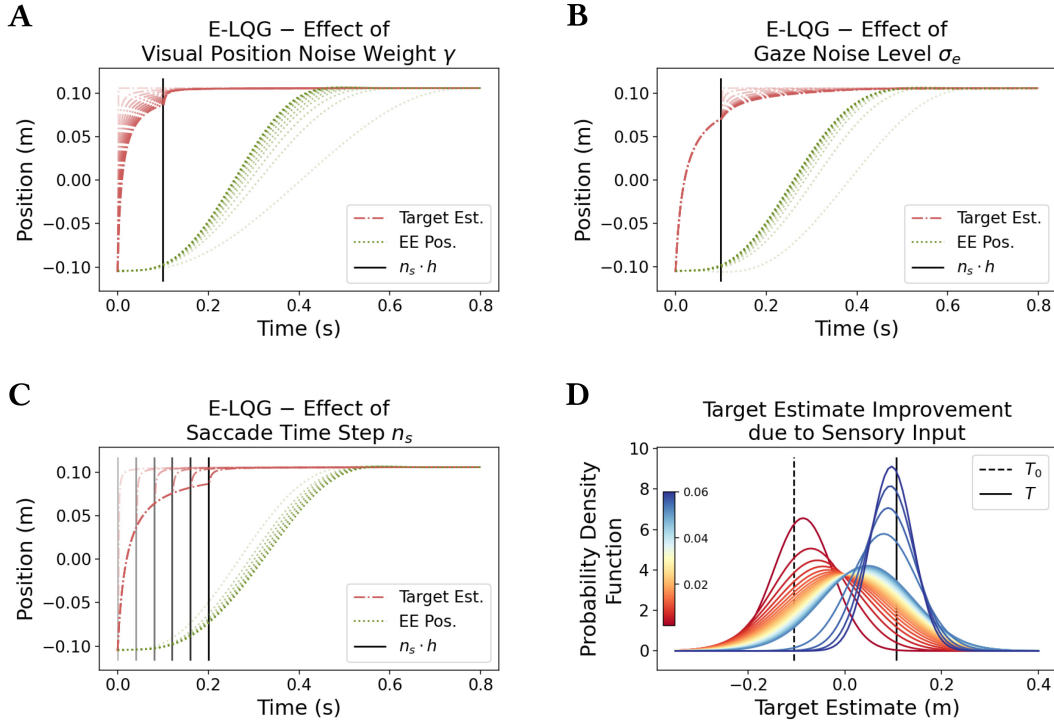 A
E-LQG − Effect of
Visual Position Noise Weight γ
Position (m)
0.10
0.05
0.00
−0.05
−0.10
Target Est.
EE Pos.
n_s · h
0.0 0.2 0.4 0.6 0.8
Time (s)
B
E-LQG − Effect of
Gaze Noise Level σ_e
Position (m)
0.10
0.05
0.00
−0.05
−0.10
Target Est.
EE Pos.
n_s · h
0.0 0.2 0.4 0.6 0.8
Time (s)
C
E-LQG − Effect of
Saccade Time Step n_s
Position (m)
0.10
0.05
0.00
−0.05
−0.10
Target Est.
EE Pos.
n_s · h
0.0 0.2 0.4 0.6 0.8
Time (s)
D
Target Estimate Improvement
due to Sensory Input
Probability Density
Function
10
8
6
4
2
0
0.06
0.04
0.02
T_0
T
−0.2 0.0 0.2 0.4
Target Estimate (m)